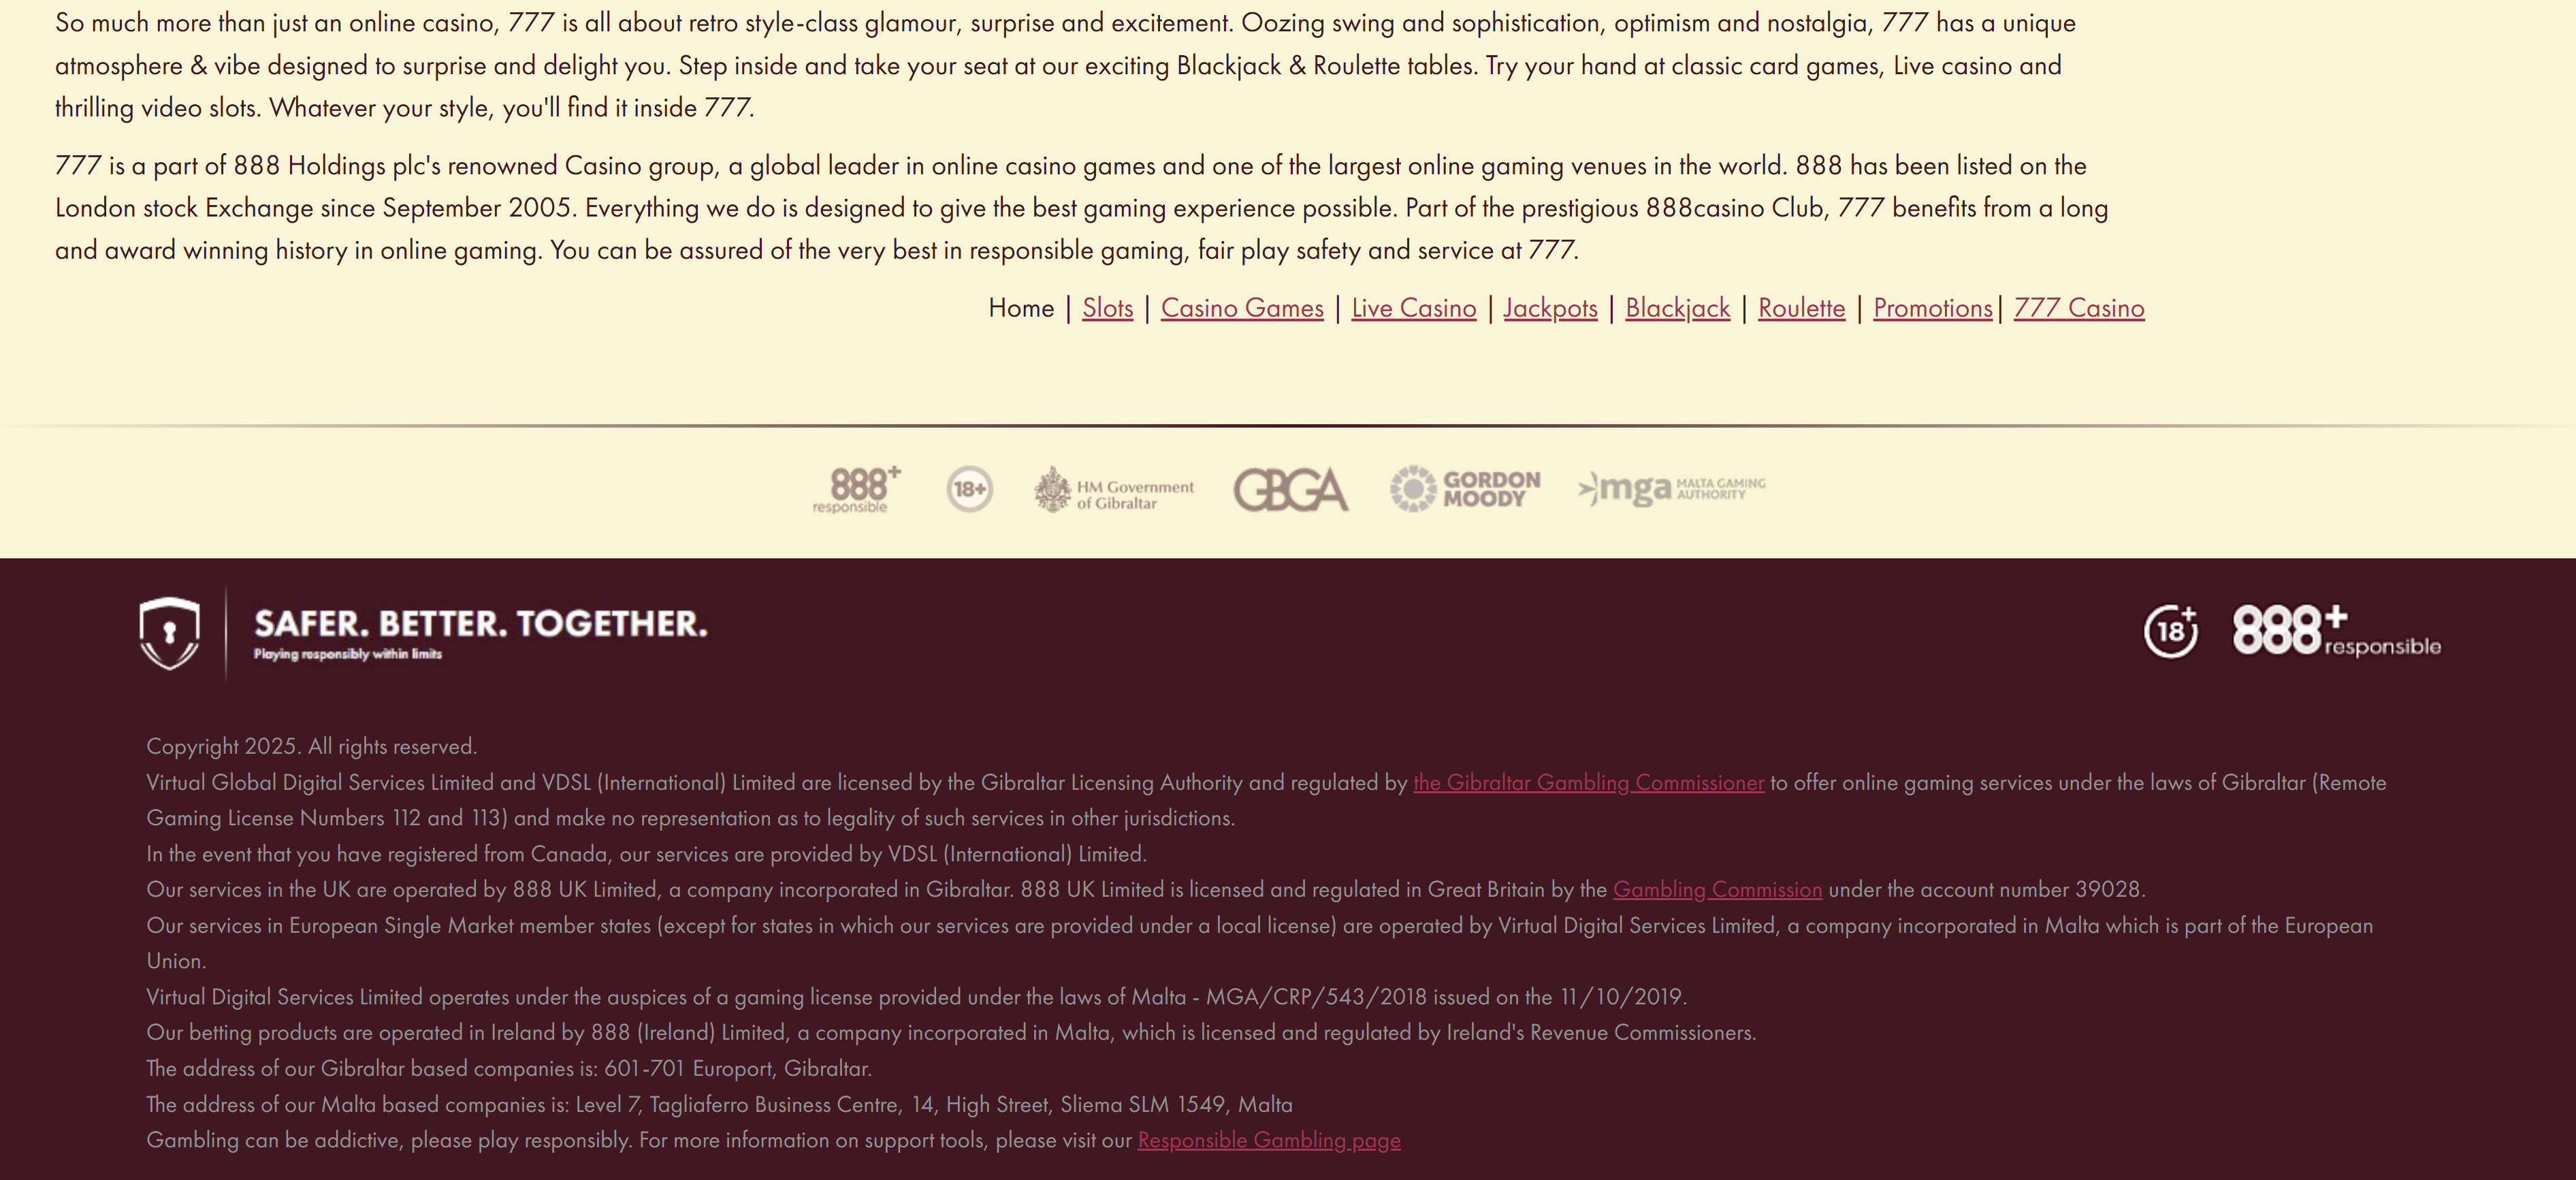 So much more than just an online casino, 777 is all about retro style-class glamour, surprise and excitement. Oozing swing and sophistication, optimism and nostalgia, 777 has a unique
atmosphere & vibe designed to surprise and delight you. Step inside and take your seat at our exciting Blackjack & Roulette tables. Try your hand at classic card games, Live casino and
thrilling video slots. Whatever your style, you'll find it inside 777.
777 is a part of 888 Holdings plc's renowned Casino group, a global leader in online casino games and one of the largest online gaming venues in the world. 888 has been listed on the
London stock Exchange since September 2005. Everything we do is designed to give the best gaming experience possible. Part of the prestigious 888casino Club, 777 benefits from a long
and award winning history in online gaming. You can be assured of the very best in responsible gaming, fair play safety and service at 777.
Home | Slots | Casino Games | Live Casino | Jackpots | Blackjack | Roulette | Promotions| 777 Casino
888+ responsible
18+
HM Government
of Gibraltar
GBGA
GORDON
MOODY
mga MALTA GAMING
AUTHORITY
SAFER. BETTER. TOGETHER.
Playing responsibly within limits
18+
888+ responsible
Copyright 2025. All rights reserved.
Virtual Global Digital Services Limited and VDSL (International) Limited are licensed by the Gibraltar Licensing Authority and regulated by the Gibraltar Gambling Commissioner to offer online gaming services under the laws of Gibraltar (Remote
Gaming License Numbers 112 and 113) and make no representation as to legality of such services in other jurisdictions.
In the event that you have registered from Canada, our services are provided by VDSL (International) Limited.
Our services in the UK are operated by 888 UK Limited, a company incorporated in Gibraltar. 888 UK Limited is licensed and regulated in Great Britain by the Gambling Commission under the account number 39028.
Our services in European Single Market member states (except for states in which our services are provided under a local license) are operated by Virtual Digital Services Limited, a company incorporated in Malta which is part of the European
Union.
Virtual Digital Services Limited operates under the auspices of a gaming license provided under the laws of Malta - MGA/CRP/543/2018 issued on the 11/10/2019.
Our betting products are operated in Ireland by 888 (Ireland) Limited, a company incorporated in Malta, which is licensed and regulated by Ireland's Revenue Commissioners.
The address of our Gibraltar based companies is: 601-701 Europort, Gibraltar.
The address of our Malta based companies is: Level 7, Tagliaferro Business Centre, 14, High Street, Sliema SLM 1549, Malta
Gambling can be addictive, please play responsibly. For more information on support tools, please visit our Responsible Gambling page